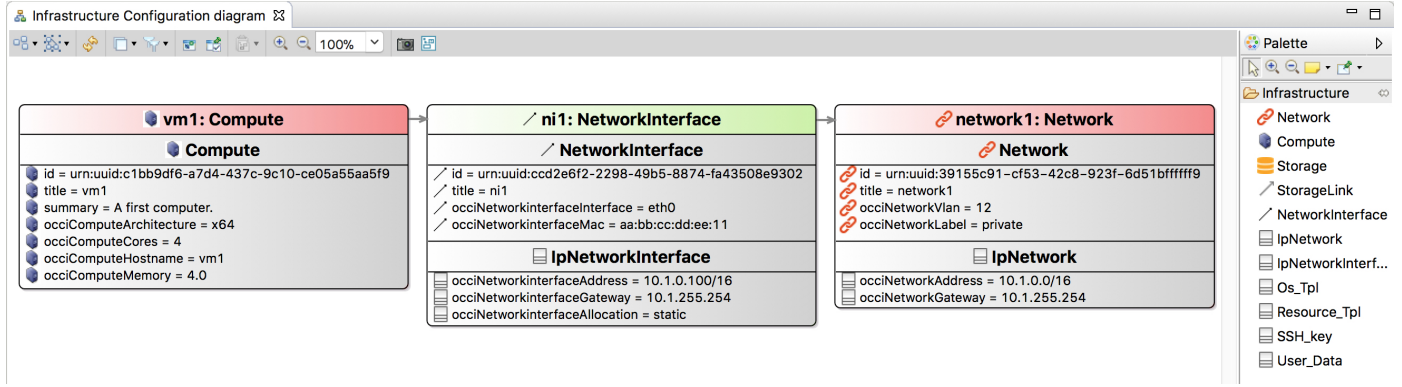 Infrastructure Configuration diagram
100%
Palette
Infrastructure
Network
Compute
Storage
StorageLink
NetworkInterface
IpNetwork
IpNetworkInterf...
Os_Tpl
Resource_Tpl
SSH_key
User_Data
vm1: Compute
Compute
id = urn:uuid:c1bb9df6-a7d4-437c-9c10-ce05a55aa5f9
title = vm1
summary = A first computer.
occiComputeArchitecture = x64
occiComputeCores = 4
occiComputeHostname = vm1
occiComputeMemory = 4.0
ni1: NetworkInterface
NetworkInterface
id = urn:uuid:ccd2e6f2-2298-49b5-8874-fa43508e9302
title = ni1
occiNetworkinterfaceInterface = eth0
occiNetworkinterfaceMac = aa:bb:cc:dd:ee:11
IpNetworkInterface
occiNetworkinterfaceAddress = 10.1.0.100/16
occiNetworkinterfaceGateway = 10.1.255.254
occiNetworkinterfaceAllocation = static
network1: Network
Network
id = urn:uuid:39155c91-cf53-42c8-923f-6d51bffffff9
title = network1
occiNetworkVlan = 12
occiNetworkLabel = private
IpNetwork
occiNetworkAddress = 10.1.0.0/16
occiNetworkGateway = 10.1.255.254